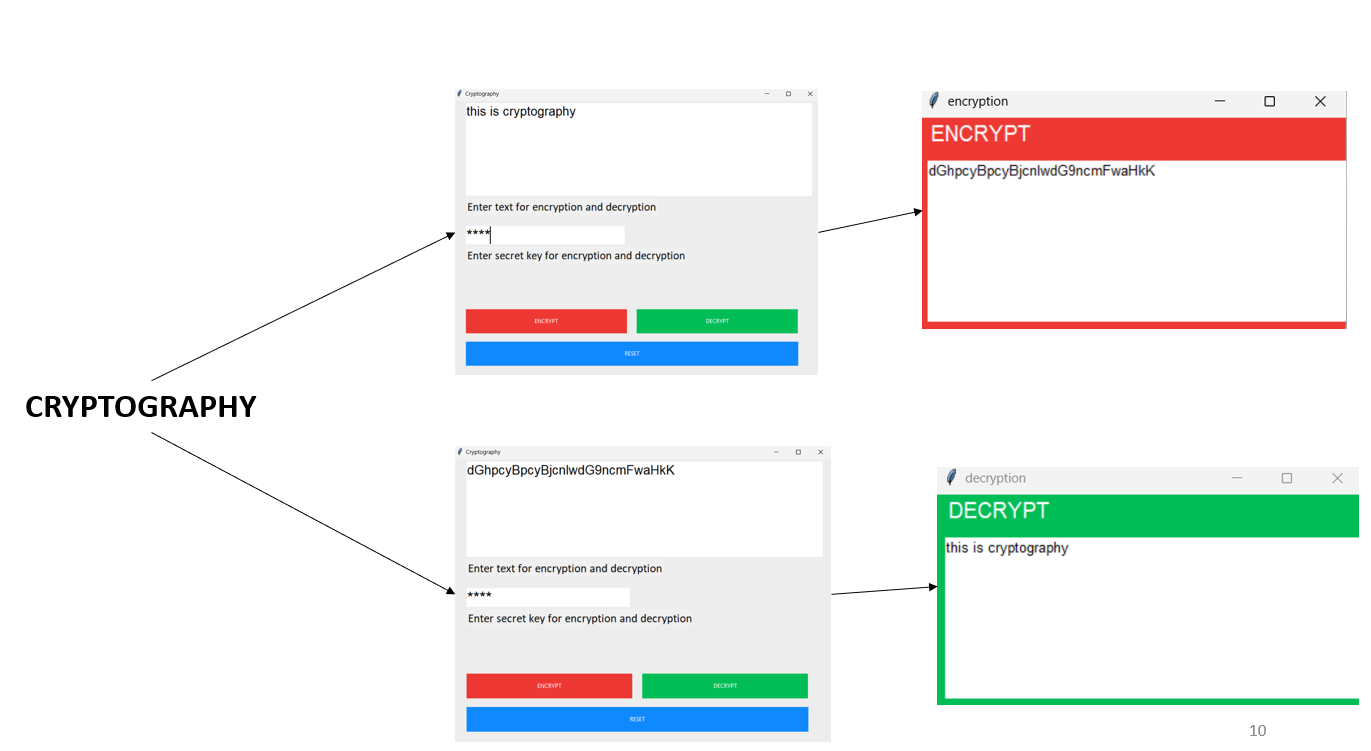 Cryptography
this is cryptography
Enter text for encryption and decryption
****
Enter secret key for encryption and decryption
ENCRYPT DECRYPT
RESET
encryption
ENCRYPT
dGhpcyBpcyBjcnlwdG9ncmFwaHkK
CRYPTOGRAPHY
Cryptography
dGhpcyBpcyBjcnlwdG9ncmFwaHkK
Enter text for encryption and decryption
****
Enter secret key for encryption and decryption
ENCRYPT DECRYPT
RESET
decryption
DECRYPT
this is cryptography
10